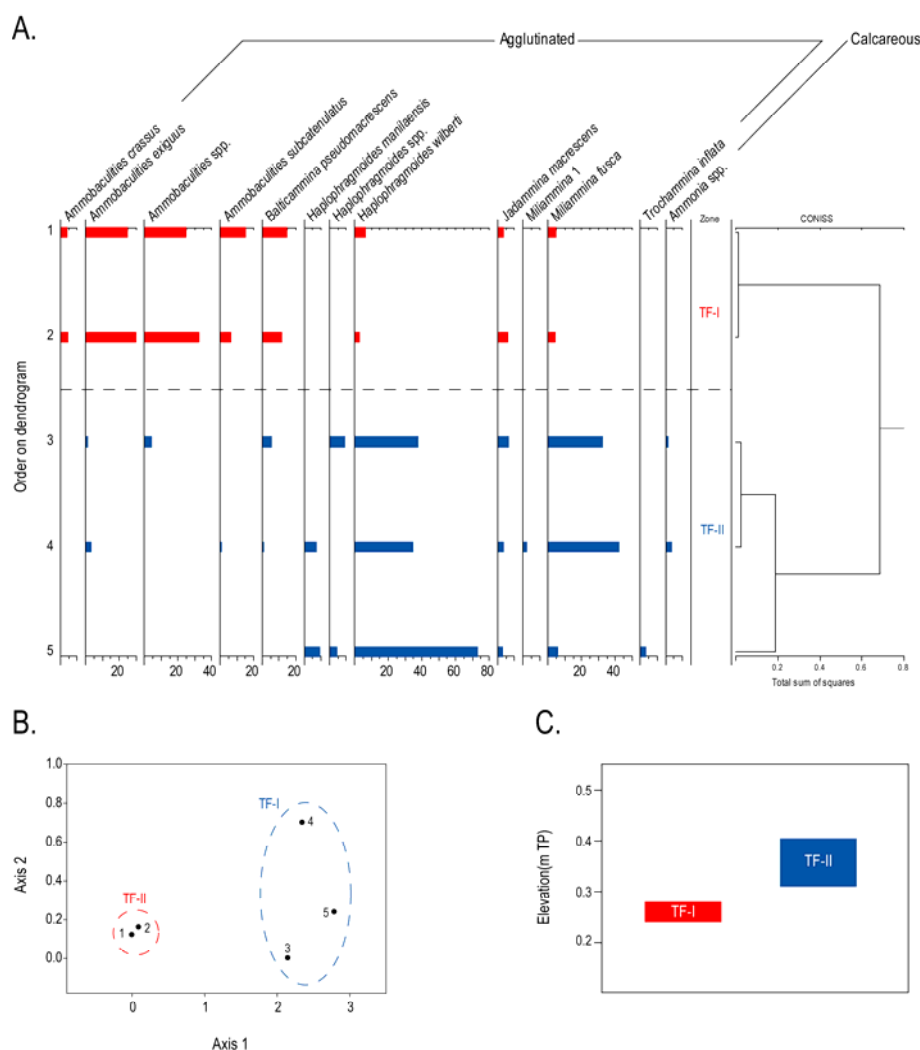 A.
Agglutinated
Calcareous
Ammobaculities crassus
Ammobaculities exiguus
Ammobaculities spp.
Ammobaculities subcatenulatus
Balticammina pseudomacrescens
Haplophragmoides manilaensis
Haplophragmoides spp.
Haplophragmoides wilberti
Jadammina macrescens
Miliammina 1
Miliammina fusca
Trochammina inflata
Ammonia spp.
Zone
CONISS
Order on dendrogram
1
2
3
4
5
TF-I
TF-II
20
20 40
20
20 40 60 80
20 40
0.2 0.4 0.6 0.8
Total sum of squares
B.
1.0
0.8
0.6
0.4
0.2
0.0
Axis 2
TF-I
4
TF-II
1 2
5
3
0 1 2 3
Axis 1
C.
0.5
0.4
0.3
0.2
Elevation(m TP)
TF-II
TF-I